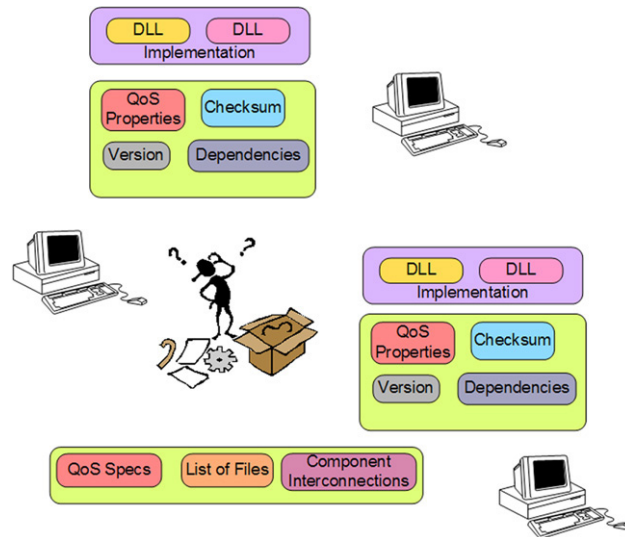 DLL DLL
Implementation
QoS
Properties
Checksum
Version Dependencies
? ?
DLL DLL
Implementation
QoS
Properties
Checksum
Version Dependencies
QoS Specs List of Files Component
Interconnections